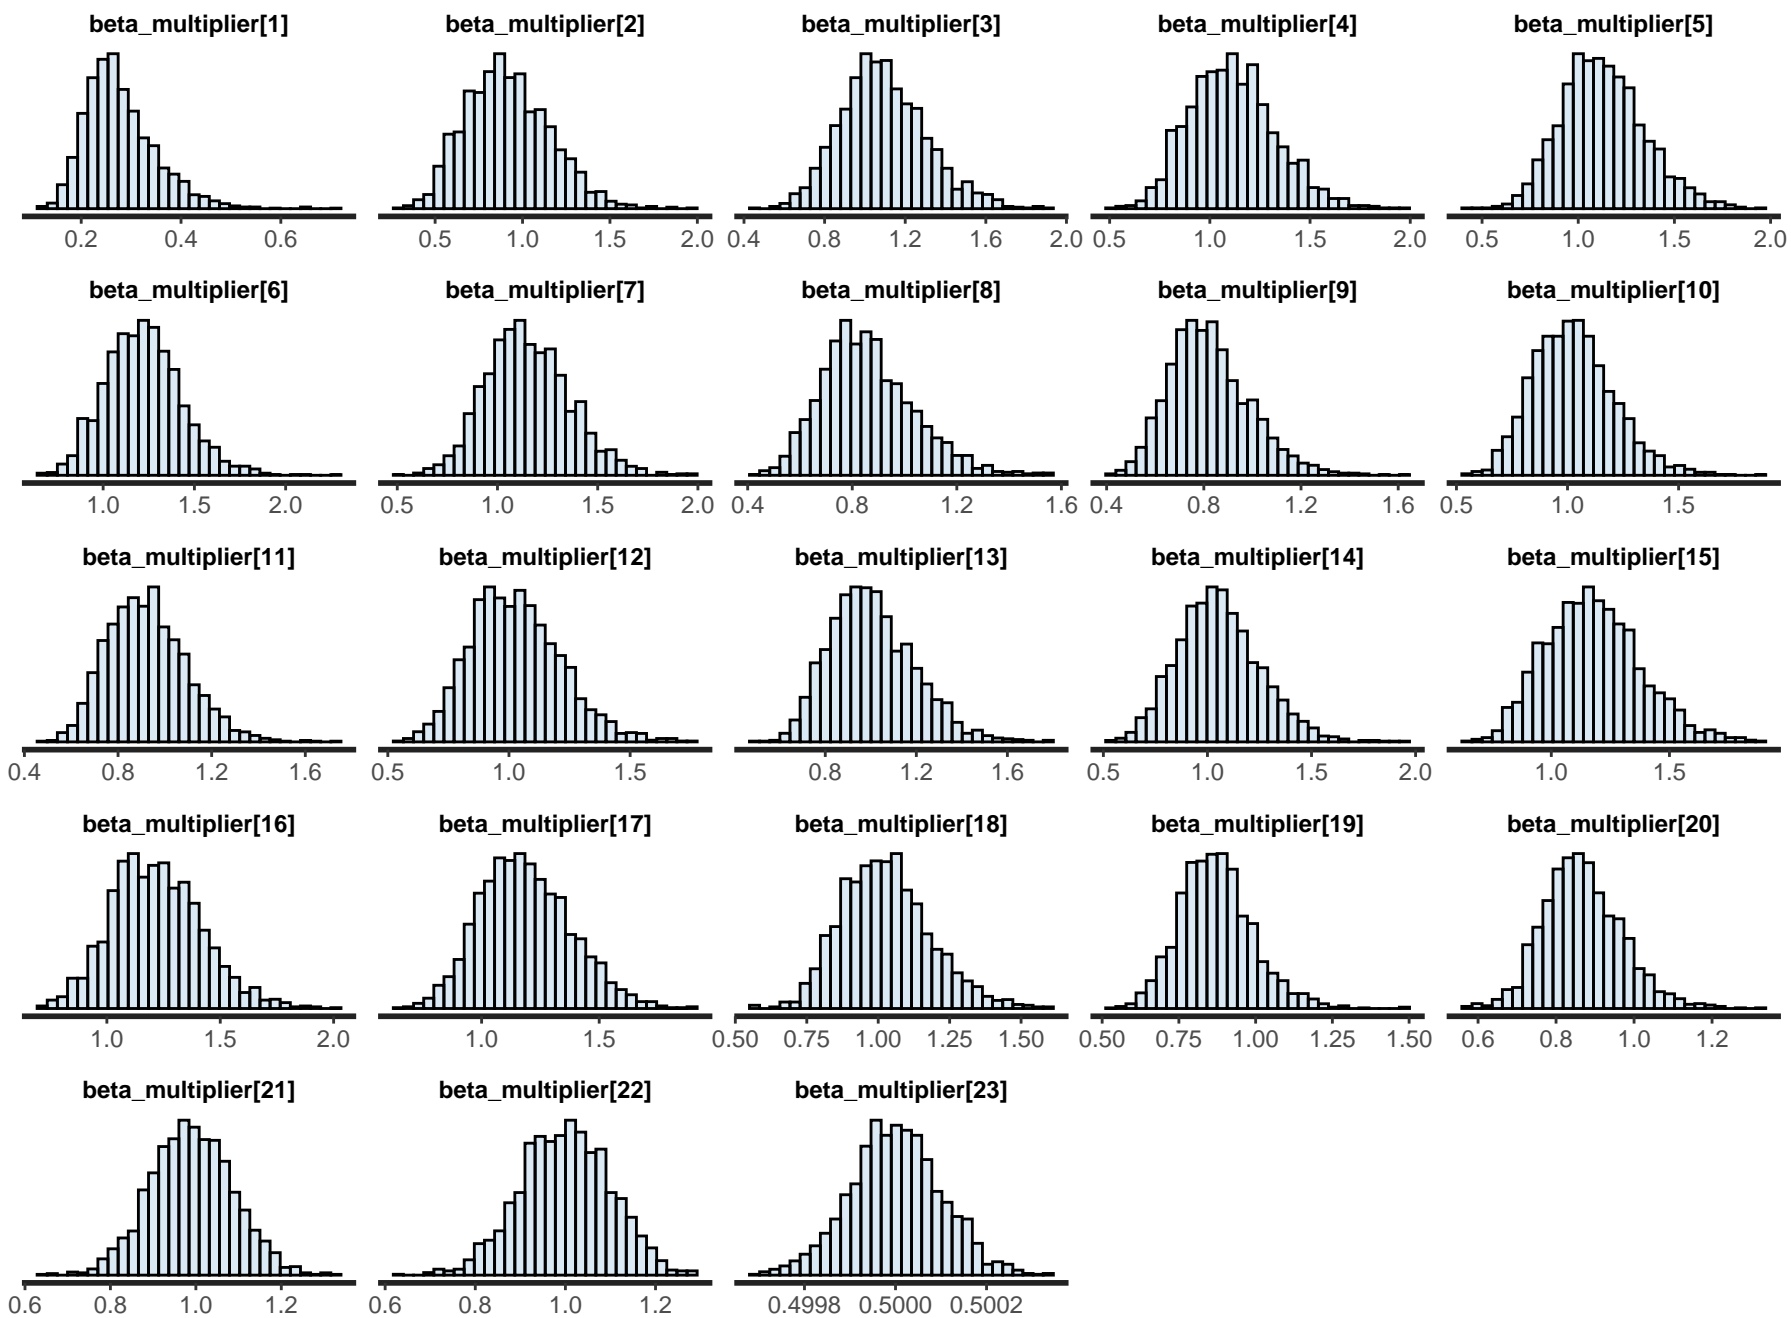 beta_multiplier[1] beta_multiplier[2] beta_multiplier[3] beta_multiplier[4] beta_multiplier[5]
0.2 0.4 0.6 0.5 1.0 1.5 2.0 0.4 0.8 1.2 1.6 2.0 0.5 1.0 1.5 2.0 0.5 1.0 1.5 2.0
beta_multiplier[6] beta_multiplier[7] beta_multiplier[8] beta_multiplier[9] beta_multiplier[10]
1.0 1.5 2.0 0.5 1.0 1.5 2.0 0.4 0.8 1.2 1.6 0.4 0.8 1.2 1.6 0.5 1.0 1.5
beta_multiplier[11] beta_multiplier[12] beta_multiplier[13] beta_multiplier[14] beta_multiplier[15]
0.4 0.8 1.2 1.6 0.5 1.0 1.5 0.8 1.2 1.6 0.5 1.0 1.5 2.0 1.0 1.5
beta_multiplier[16] beta_multiplier[17] beta_multiplier[18] beta_multiplier[19] beta_multiplier[20]
1.0 1.5 2.0 1.0 1.5 0.50 0.75 1.00 1.25 1.50 0.50 0.75 1.00 1.25 1.50 0.6 0.8 1.0 1.2
beta_multiplier[21] beta_multiplier[22] beta_multiplier[23]
0.6 0.8 1.0 1.2 0.6 0.8 1.0 1.2 0.4998 0.5000 0.5002